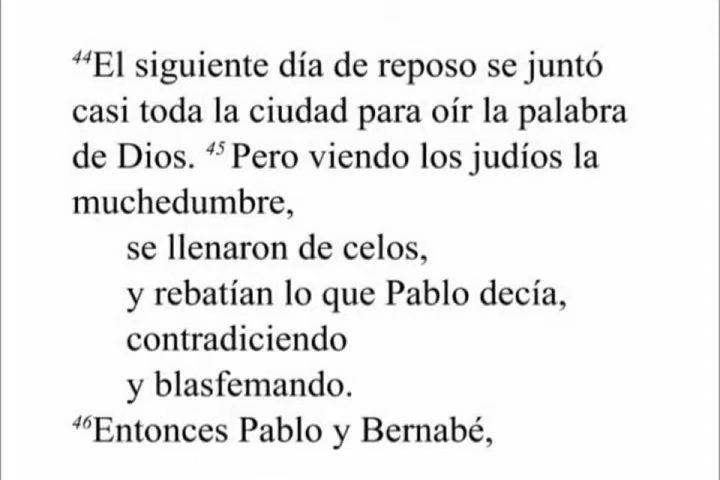 44El siguiente día de reposo se juntó
casi toda la ciudad para oír la palabra
de Dios. 45 Pero viendo los judíos la
muchedumbre,
se llenaron de celos,
y rebatían lo que Pablo decía,
contradiciendo
y blasfemando.
46Entonces Pablo y Bernabé,